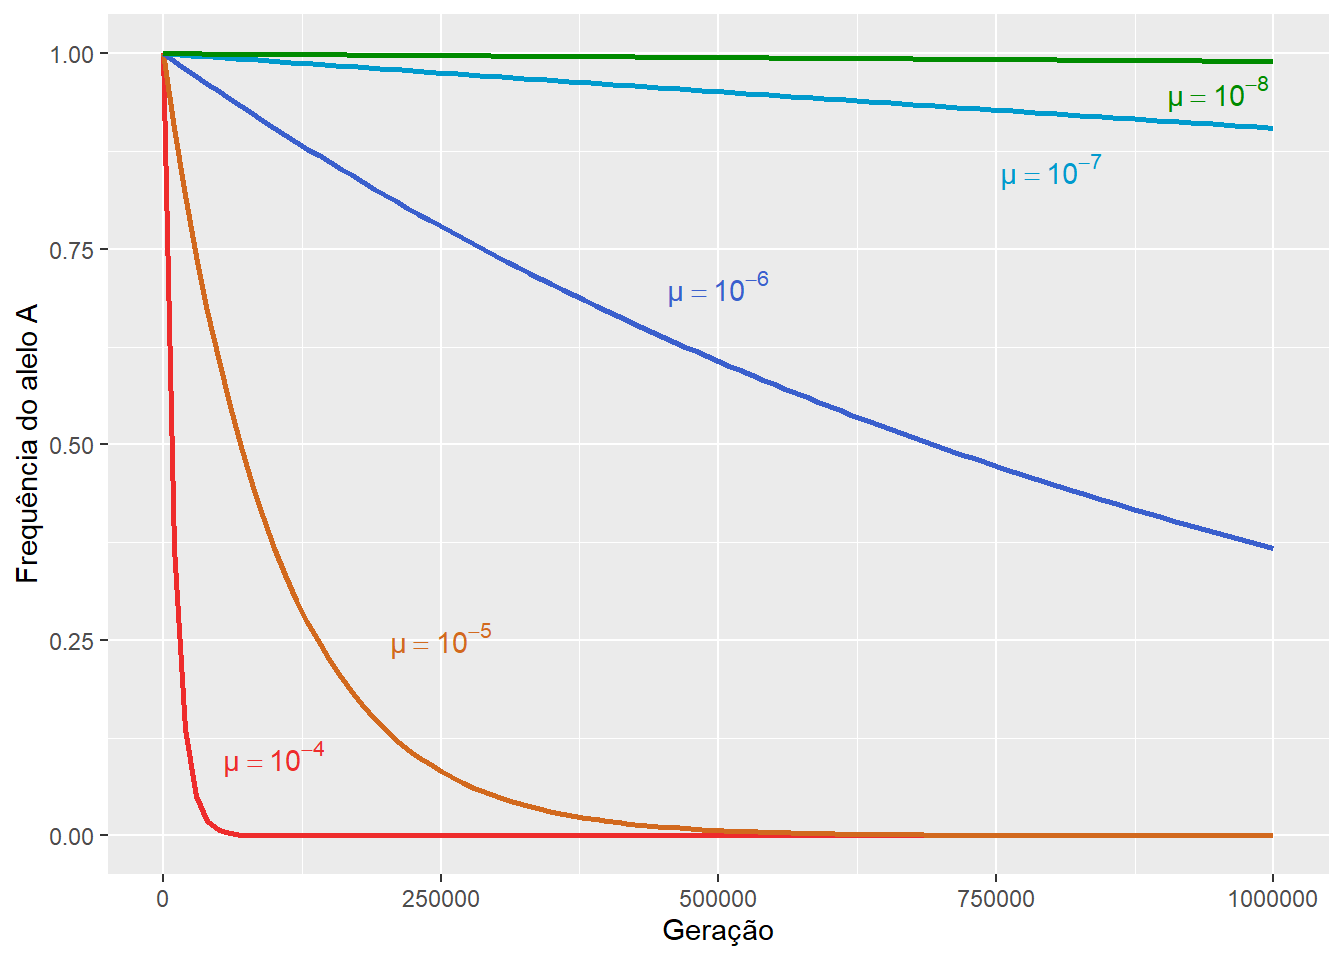 1.00
0.75
0.50
0.25
0.00
Frequência do alelo A
μ = 10⁻⁸
μ = 10⁻⁷
μ = 10⁻⁶
μ = 10⁻⁵
μ = 10⁻⁴
0 250000 500000 750000 1000000
Geração